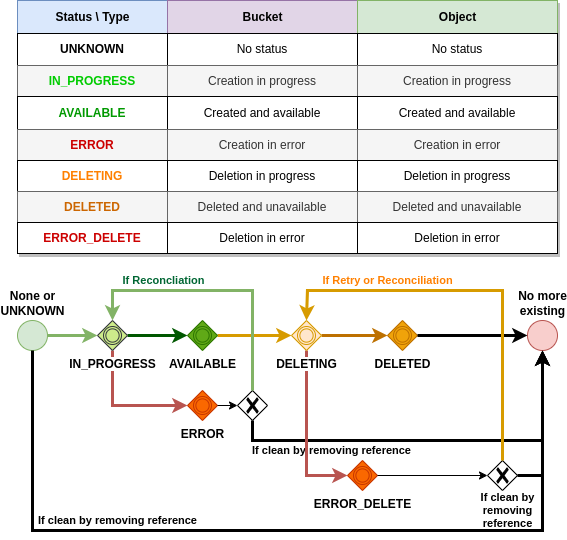 Status \ Type Bucket Object
UNKNOWN No status No status
IN_PROGRESS Creation in progress Creation in progress
AVAILABLE Created and available Created and available
ERROR Creation in error Creation in error
DELETING Deletion in progress Deletion in progress
DELETED Deleted and unavailable Deleted and unavailable
ERROR_DELETE Deletion in error Deletion in error
If Reconcliation If Retry or Reconciliation
None or
UNKNOWN
No more
existing
IN_PROGRESS AVAILABLE DELETING DELETED
ERROR
If clean by removing reference
ERROR_DELETE
If clean by
removing
reference
If clean by removing reference